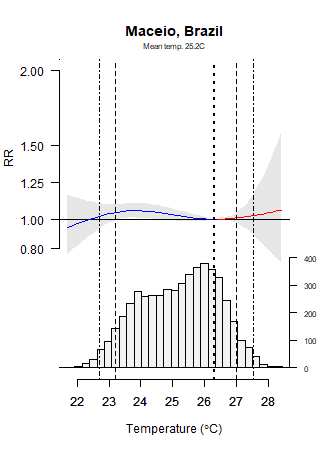 Maceio, Brazil
Mean temp. 25.2C
2.00
1.50
1.25
1.00
0.80
RR
400
300
200
100
0
22 23 24 25 26 27 28
Temperature (°C)